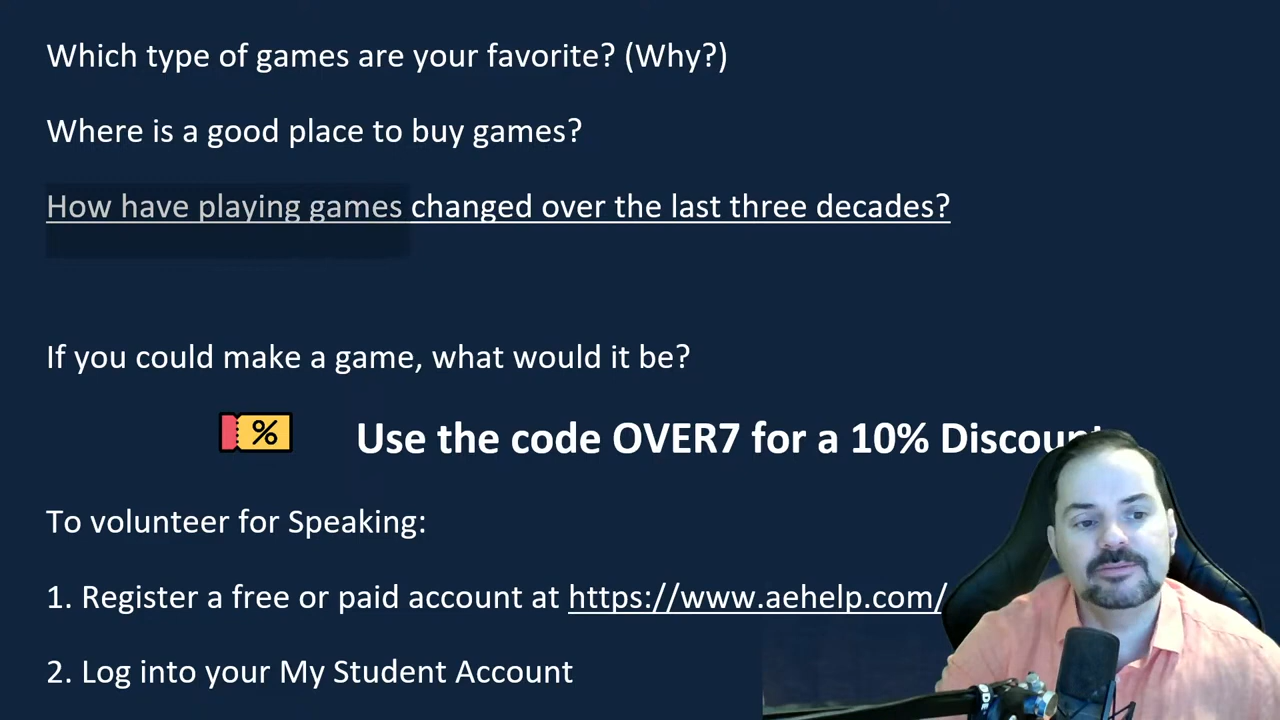 Which type of games are your favorite? (Why?)
Where is a good place to buy games?
How have playing games changed over the last three decades?
If you could make a game, what would it be?
% Use the code OVER7 for a 10% Discount
To volunteer for Speaking:
1. Register a free or paid account at https://www.aehelp.com/
2. Log into your My Student Account